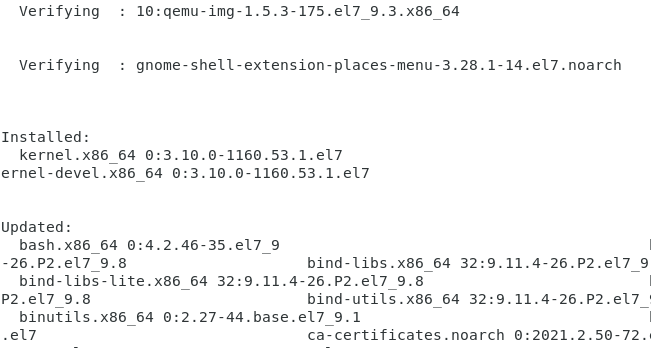 Verifying : 10:qemu-img-1.5.3-175.el7_9.3.x86_64
Verifying : gnome-shell-extension-places-menu-3.28.1-14.el7.noarch
Installed:
kernel.x86_64 0:3.10.0-1160.53.1.el7
ernel-devel.x86_64 0:3.10.0-1160.53.1.el7
Updated:
bash.x86_64 0:4.2.46-35.el7_9
-26.P2.el7_9.8 bind-libs.x86_64 32:9.11.4-26.P2.el7_9
bind-libs-lite.x86_64 32:9.11.4-26.P2.el7_9.8
P2.el7_9.8 bind-utils.x86_64 32:9.11.4-26.P2.el7_
binutils.x86_64 0:2.27-44.base.el7_9.1
.el7 ca-certificates.noarch 0:2021.2.50-72.